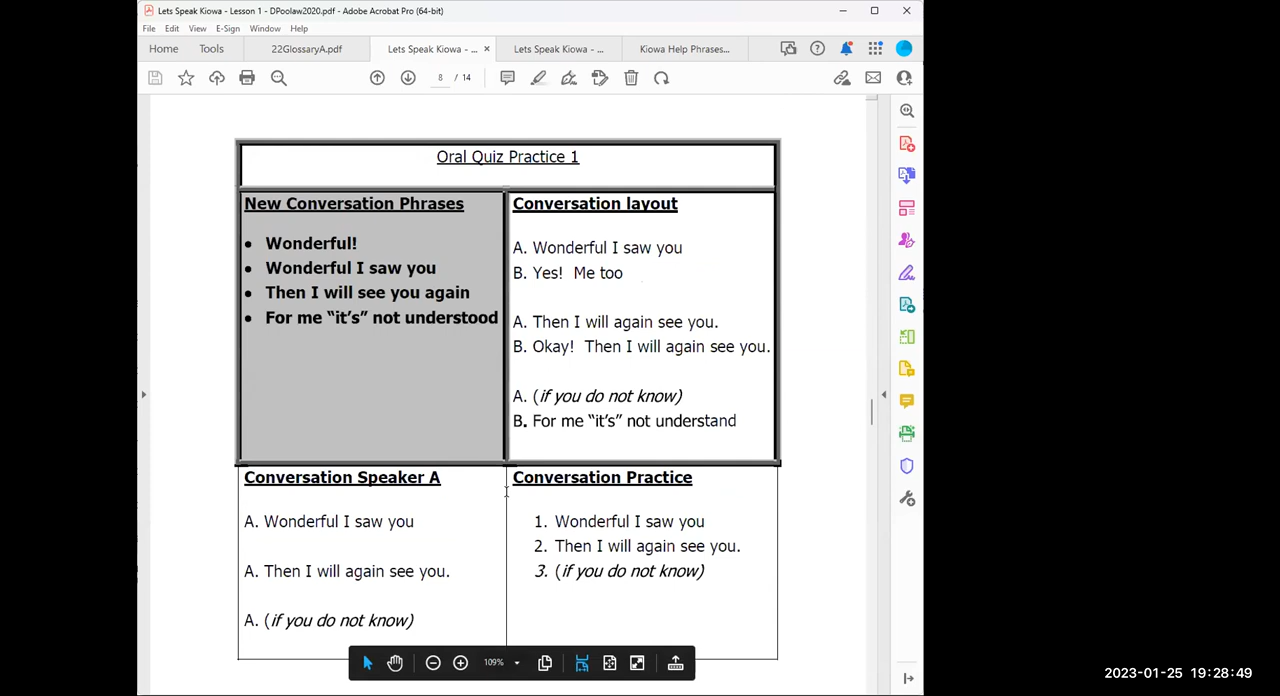 Lets Speak Kiowa - Lesson 1 - DPoolaw2020.pdf - Adobe Acrobat Pro (64-bit)
File Edit View E-Sign Window Help
Home Tools 22GlossaryA.pdf Lets Speak Kiowa - ... × Lets Speak Kiowa - ... Kiowa Help Phrases...
8 / 14
Oral Quiz Practice 1
New Conversation Phrases
• Wonderful!
• Wonderful I saw you
• Then I will see you again
• For me “it’s” not understood
Conversation layout
A. Wonderful I saw you
B. Yes! Me too
A. Then I will again see you.
B. Okay! Then I will again see you.
A. (if you do not know)
B. For me “it’s” not understand
Conversation Speaker A
A. Wonderful I saw you
A. Then I will again see you.
A. (if you do not know)
Conversation Practice
1. Wonderful I saw you
2. Then I will again see you.
3. (if you do not know)
109%
2023-01-25 19:28:49